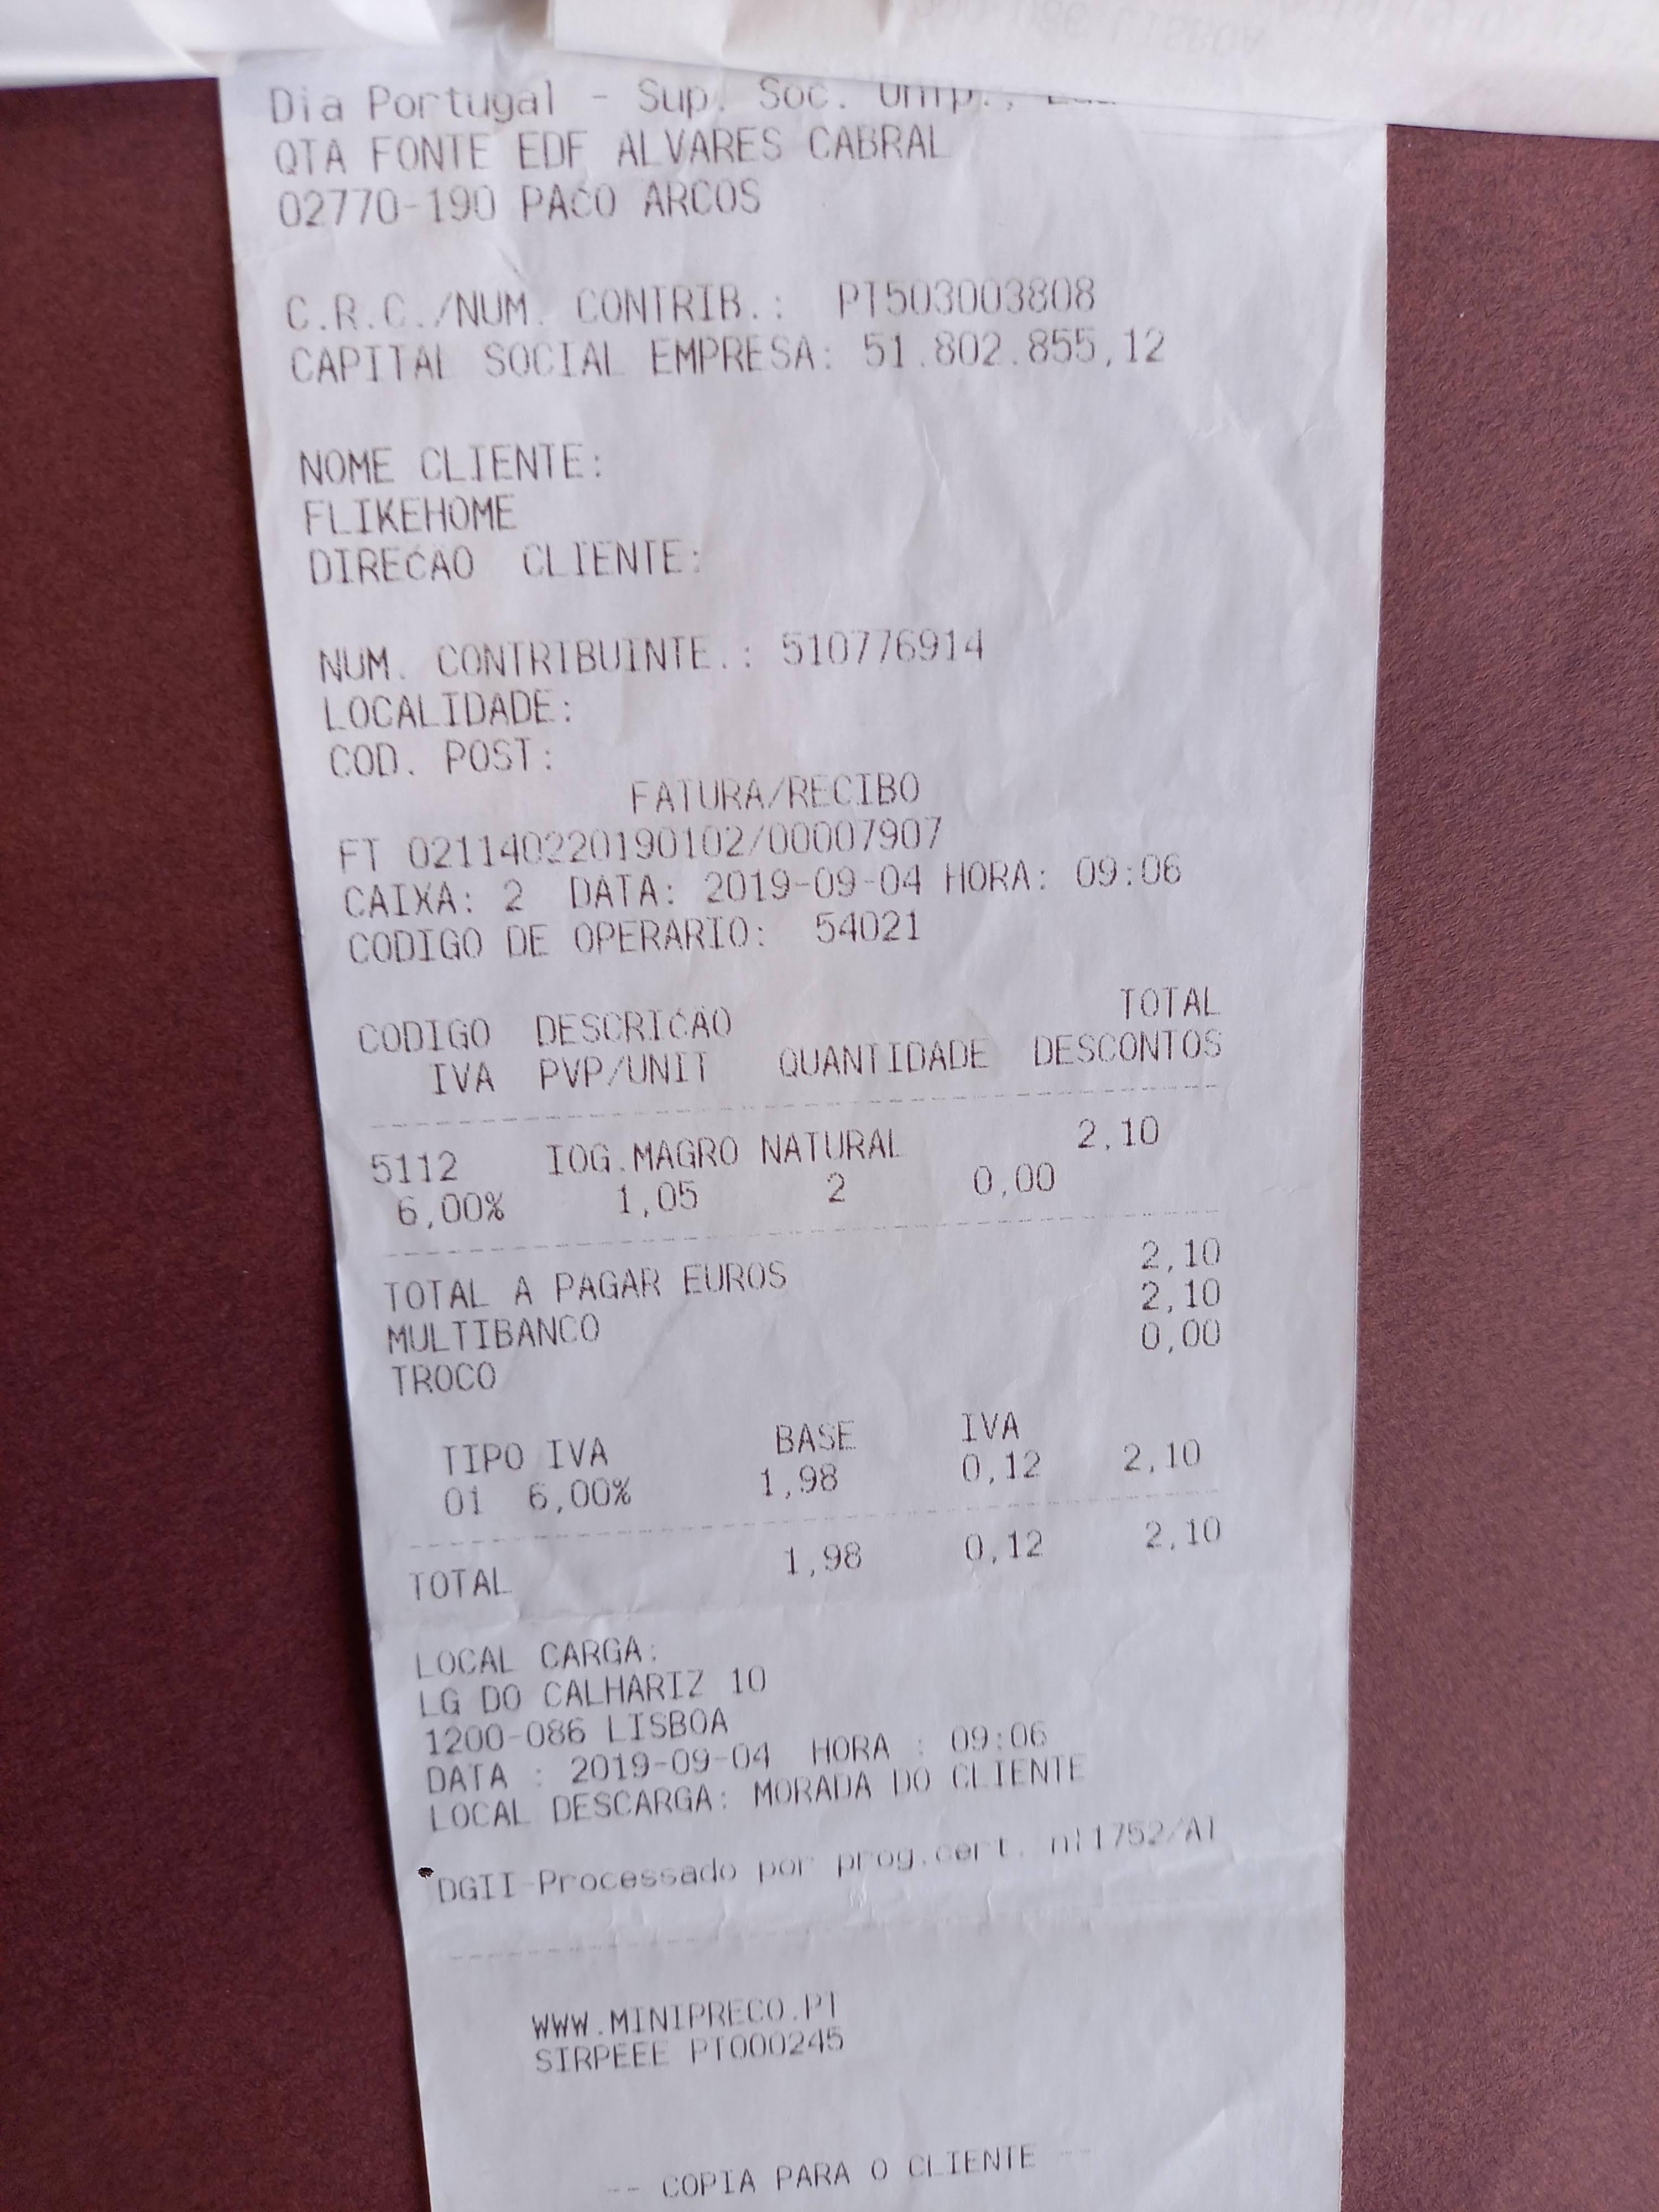 Dia Portugal - Sup. Soc. Unip.,
QTA FONTE EDF ALVARES CABRAL
02770-190 PACO ARCOS
C.R.C./NUM. CONTRIB.: PT503003808
CAPITAL SOCIAL EMPRESA: 51.802.855,12
NOME CLIENTE:
FLIKEHOME
DIRECAO CLIENTE:
NUM. CONTRIBUINTE.: 510776914
LOCALIDADE:
COD. POST:
FATURA/RECIBO
FT 021140220190102/00007907
CAIXA: 2 DATA: 2019-09-04 HORA: 09:06
CODIGO DE OPERARIO: 54021
CODIGO DESCRICAO TOTAL
IVA PVP/UNIT QUANTIDADE DESCONTOS
5112 IOG.MAGRO NATURAL 2,10
6,00% 1,05 2 0,00
TOTAL A PAGAR EUROS 2,10
MULTIBANCO 2,10
TROCO 0,00
TIPO IVA BASE IVA
01 6,00% 1,98 0,12 2,10
TOTAL 1,98 0,12 2,10
LOCAL CARGA:
LG DO CALHARIZ 10
1200-086 LISBOA
DATA : 2019-09-04 HORA : 09:06
LOCAL DESCARGA: MORADA DO CLIENTE
DGII-Processado por prog.cert. n|1752/AT
WWW.MINIPRECO.PT
SIRPEEE PT000245
-- COPIA PARA O CLIENTE --